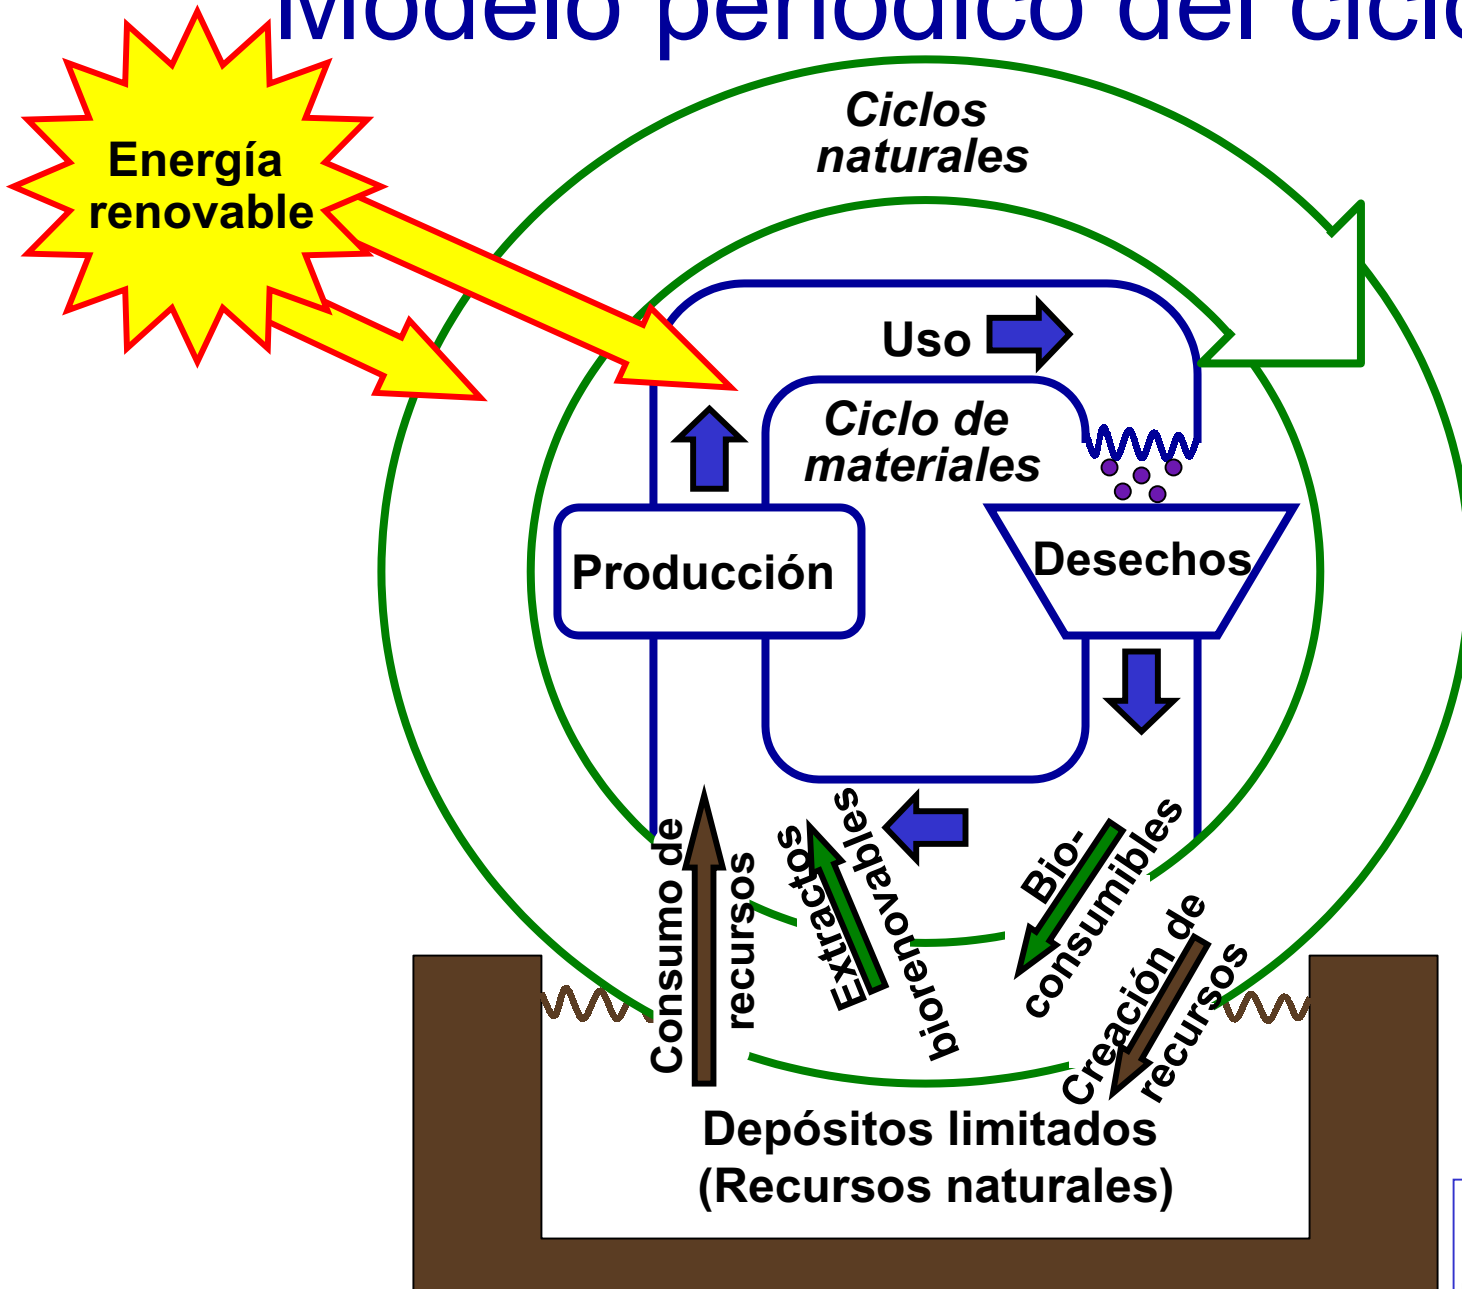 Modelo periódico del ciclo
Ciclos
naturales
Energía
renovable
Uso
Ciclo de
materiales
Producción
Desechos
Consumo de
recursos
Extractos
biorenovables
Bio-
consumibles
Creación de
recursos
Depósitos limitados
(Recursos naturales)